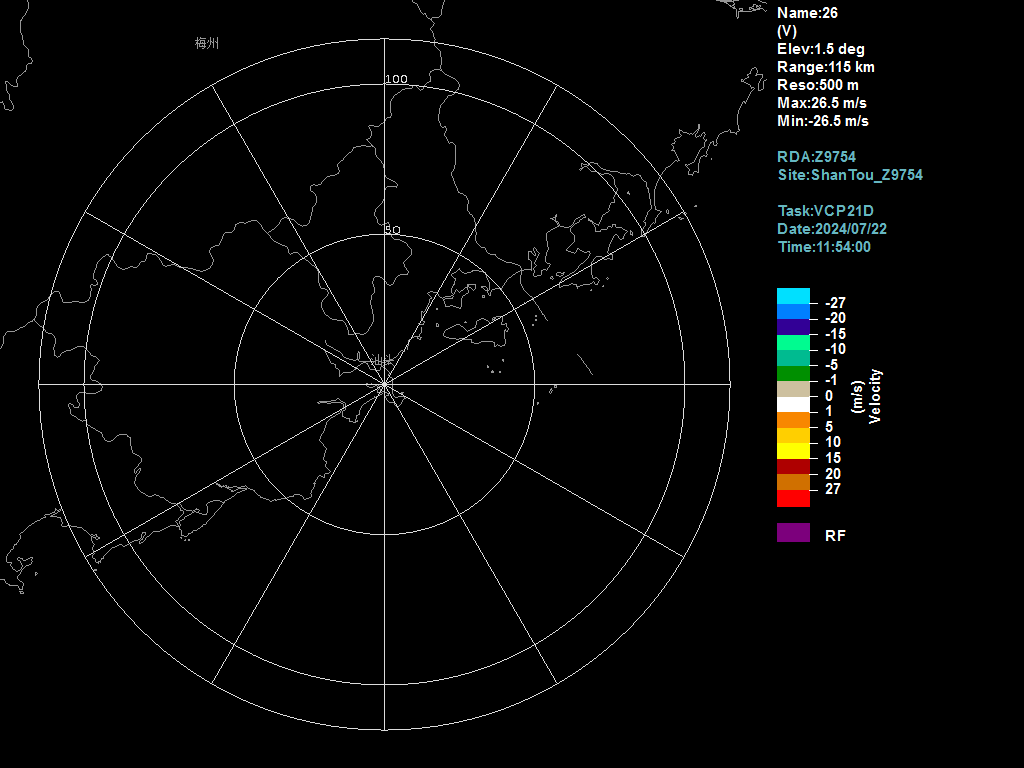 Name:26
(V)
Elev:1.5 deg
Range:115 km
Reso:500 m
Max:26.5 m/s
Min:-26.5 m/s
RDA:Z9754
Site:ShanTou_Z9754
Task:VCP21D
Date:2024/07/22
Time:11:54:00
梅州
100
50
-27
-20
-15
-10
-5
-1
0
1
5
10
15
20
27
(m/s)
Velocity
RF
汕头